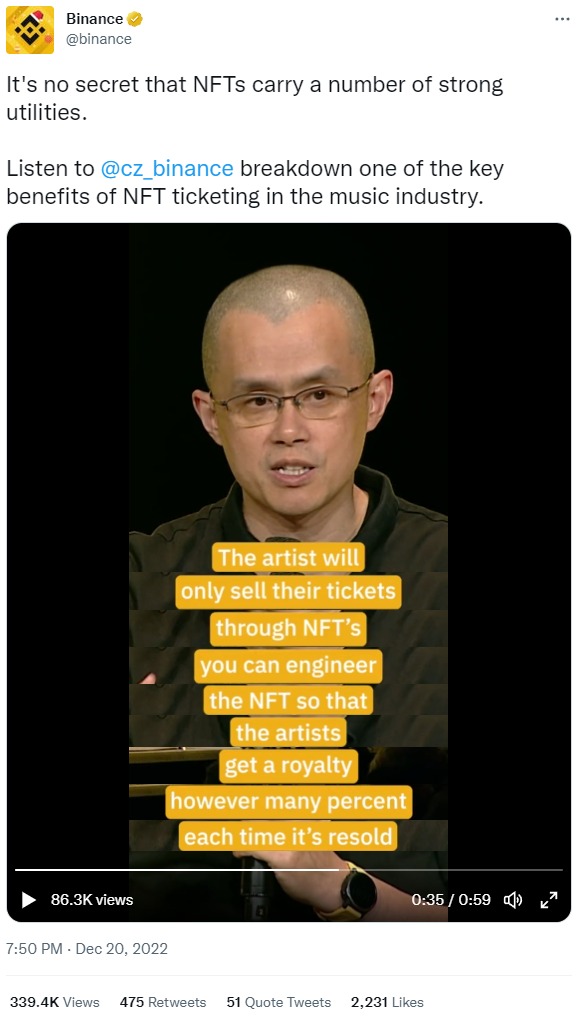 Binance
@binance
It's no secret that NFTs carry a number of strong
utilities.
Listen to @cz_binance breakdown one of the key
benefits of NFT ticketing in the music industry.
The artist will
only sell their tickets
through NFT's
you can engineer
the NFT so that
the artists
get a royalty
however many percent
each time it's resold
86.3K views
0:35 / 0:59
7:50 PM · Dec 20, 2022
339.4K Views 475 Retweets 51 Quote Tweets 2,231 Likes